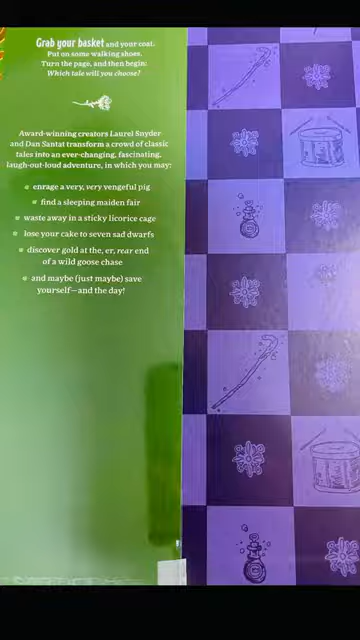 Grab your basket and your coat.
Put on some walking shoes.
Turn the page, and then begin:
Which tale will you choose?
Award-winning creators Laurel Snyder
and Dan Santat transform a crowd of classic
tales into an ever-changing, fascinating,
laugh-out-loud adventure, in which you may:
enrage a very, very vengeful pig
find a sleeping maiden fair
waste away in a sticky licorice cage
lose your cake to seven sad dwarfs
discover gold at the, er, rear end
of a wild goose chase
and maybe (just maybe) save
yourself—and the day!